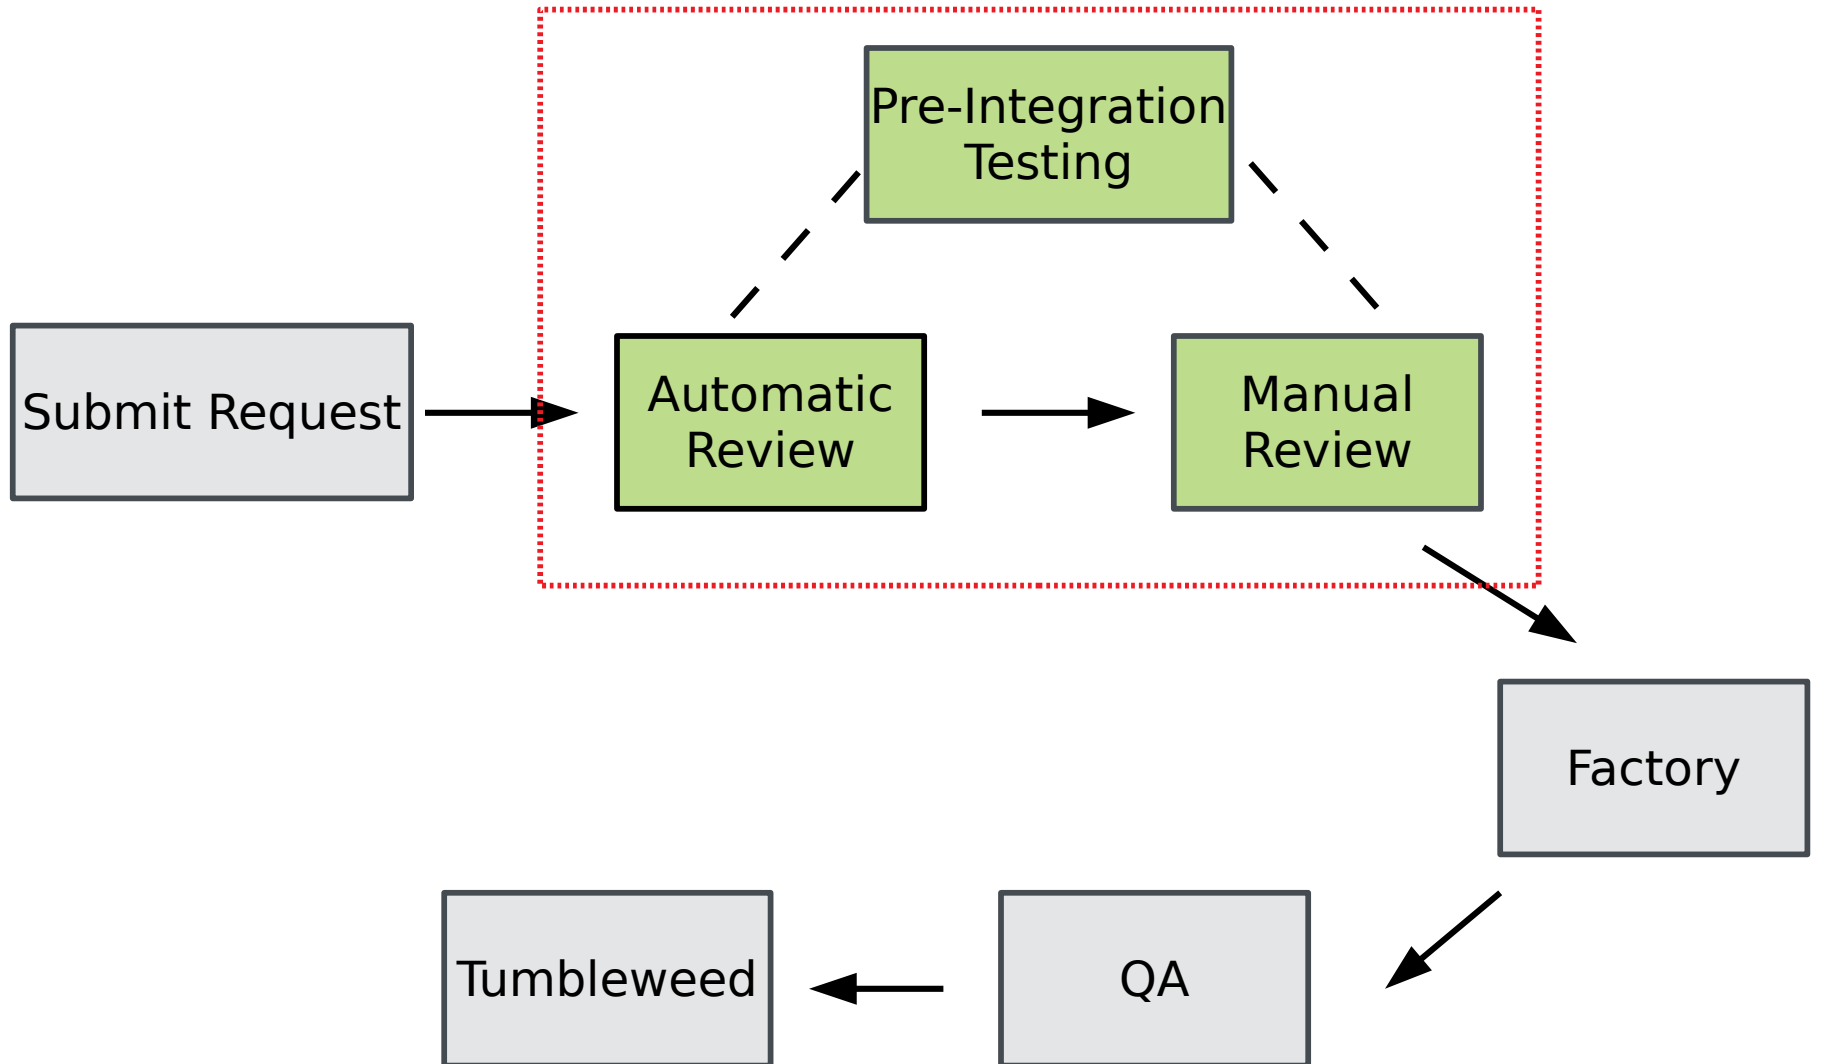 Pre-Integration
Testing
Submit Request
Automatic
Review
Manual
Review
Factory
Tumbleweed
QA